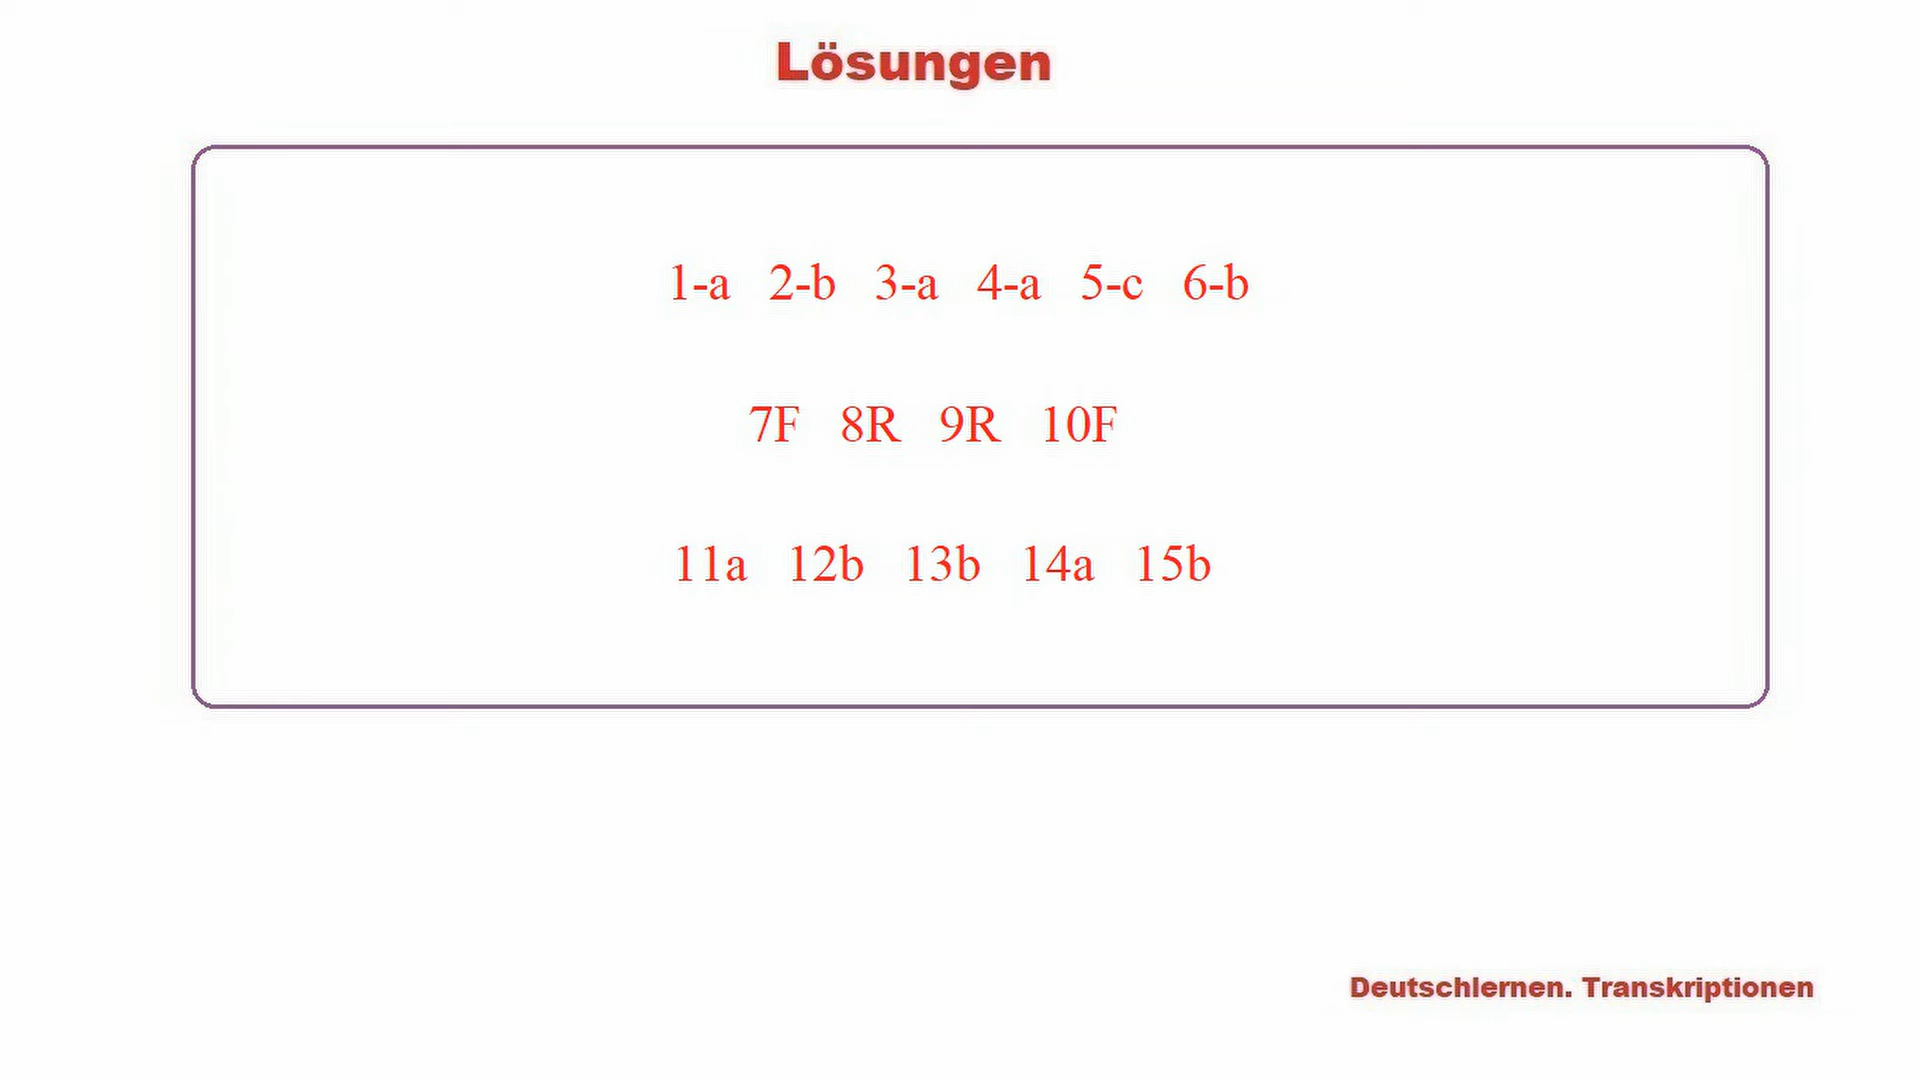 Lösungen
1-a 2-b 3-a 4-a 5-c 6-b
7F 8R 9R 10F
11a 12b 13b 14a 15b
Deutschlernen. Transkriptionen